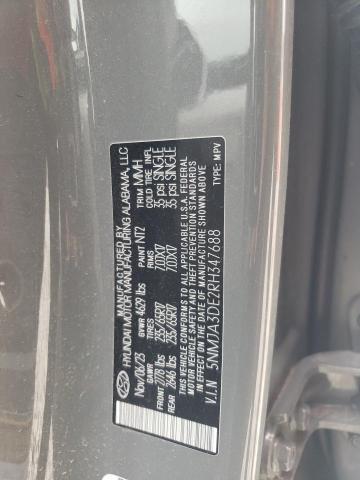 MANUFACTURED BY
HYUNDAI MOTOR MANUFACTURING ALABAMA, LLC
Nov/06/23 GVWR 4629 lbs PAINT NT2 TRIM MMH
GAWR TIRES RIMS COLD TIRE INFL
FRONT 2778 lbs 235/65R17 7.0JX17 35 psi SINGLE
REAR 2646 lbs 235/65R17 7.0JX17 35 psi SINGLE
THIS VEHICLE CONFORMS TO ALL APPLICABLE U.S.A. FEDERAL
MOTOR VEHICLE SAFETY AND THEFT PREVENTION STANDARDS
IN EFFECT ON THE DATE OF MANUFACTURE SHOWN ABOVE
V.I.N 5NMJA3DE2RH347688 TYPE: MPV